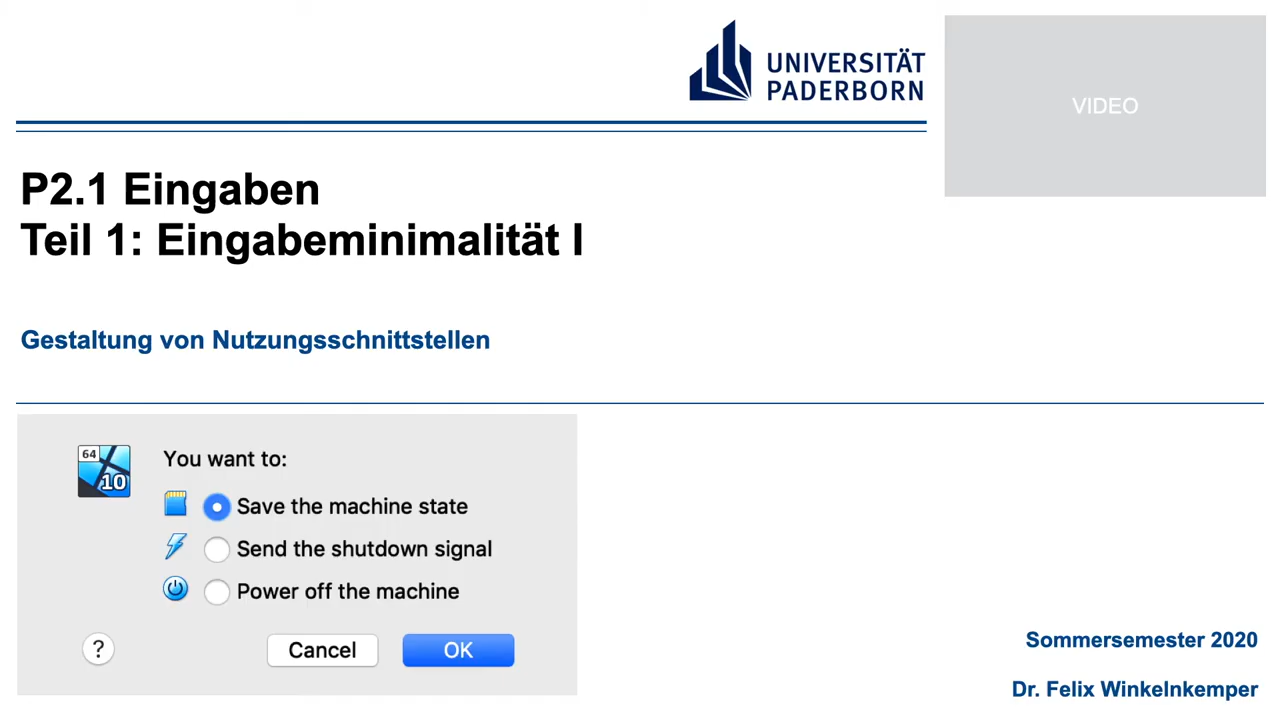 UNIVERSITÄT
PADERBORN
VIDEO
P2.1 Eingaben
Teil 1: Eingabeminimalität I
Gestaltung von Nutzungsschnittstellen
64
10
You want to:
Save the machine state
Send the shutdown signal
Power off the machine
?
Cancel
OK
Sommersemester 2020
Dr. Felix Winkelnkemper